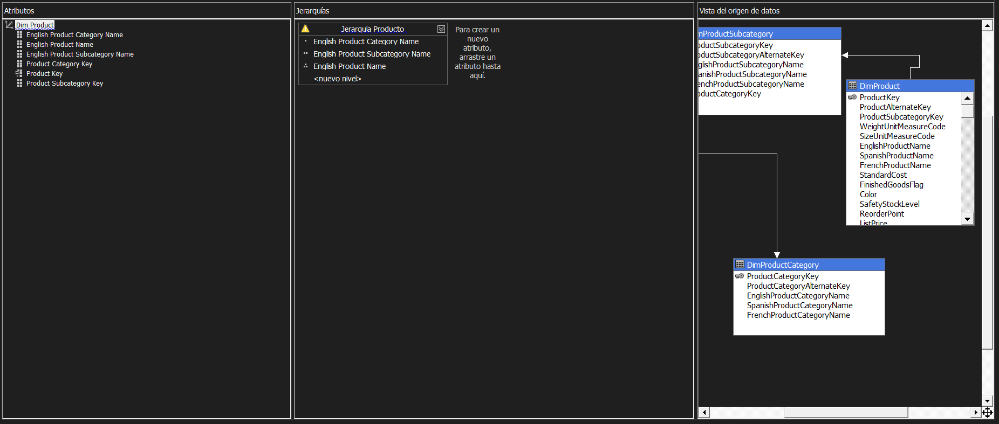 Atributos
Dim Product
English Product Category Name
English Product Name
English Product Subcategory Name
Product Category Key
Product Key
Product Subcategory Key
Jerarquías
Jerarquia Producto
English Product Category Name
English Product Subcategory Name
English Product Name
<nuevo nivel>
Para crear un
nuevo
atributo,
arrastre un
atributo hasta
aquí.
Vista del origen de datos
mProductSubcategory
oductSubcategoryKey
oductSubcategoryAlternateKey
nglishProductSubcategoryName
anishProductSubcategoryName
enchProductSubcategoryName
oductCategoryKey
DimProduct
ProductKey
ProductAlternateKey
ProductSubcategoryKey
WeightUnitMeasureCode
SizeUnitMeasureCode
EnglishProductName
SpanishProductName
FrenchProductName
StandardCost
FinishedGoodsFlag
Color
SafetyStockLevel
ReorderPoint
ListPrice
DimProductCategory
ProductCategoryKey
ProductCategoryAlternateKey
EnglishProductCategoryName
SpanishProductCategoryName
FrenchProductCategoryName